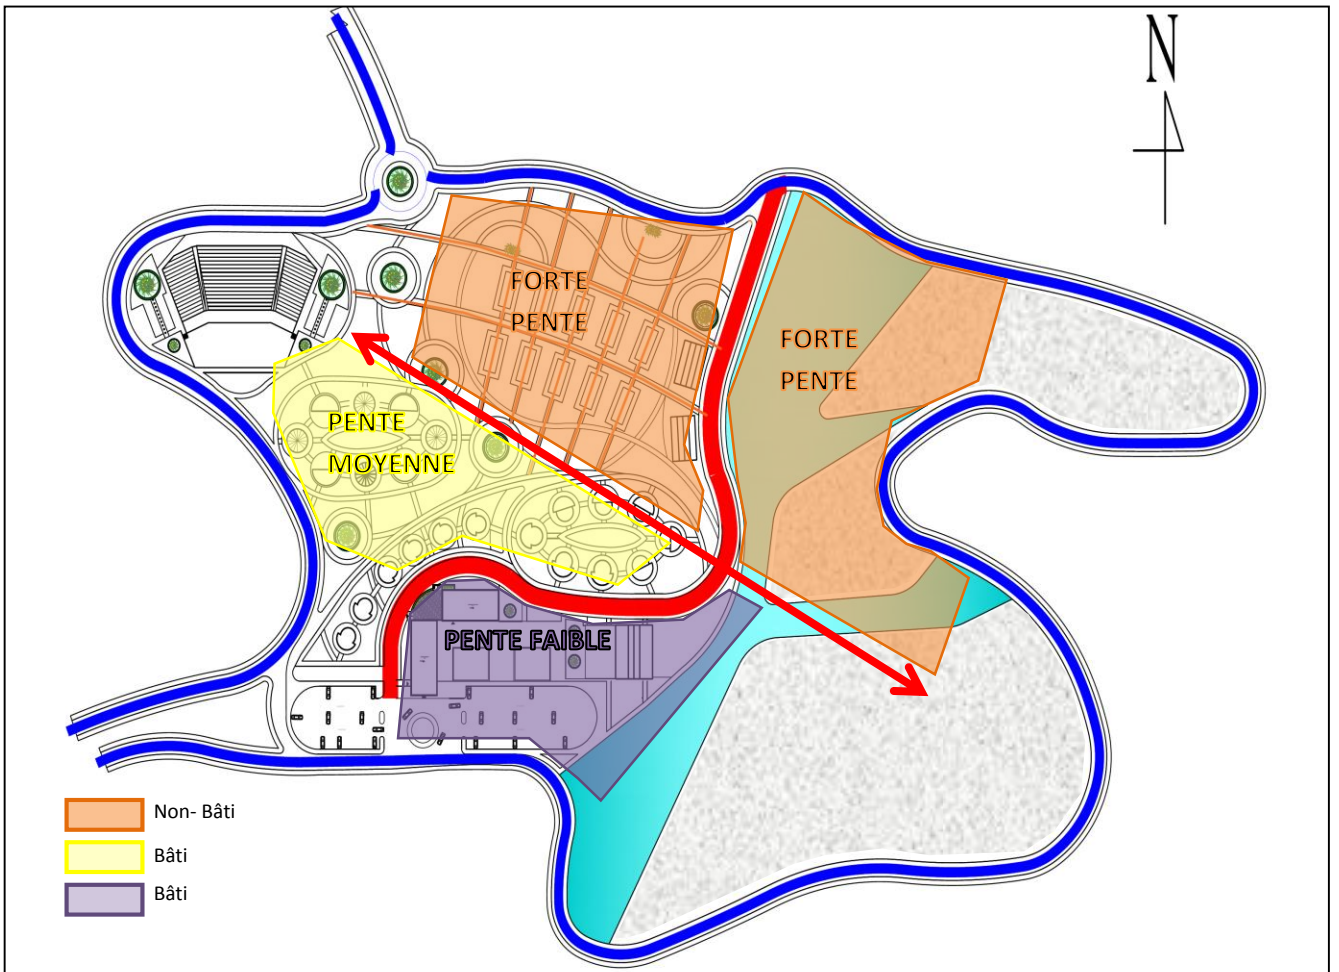 N
FORTE
PENTE
FORTE
PENTE
PENTE
MOYENNE
PENTE FAIBLE
Non- Bâti
Bâti
Bâti